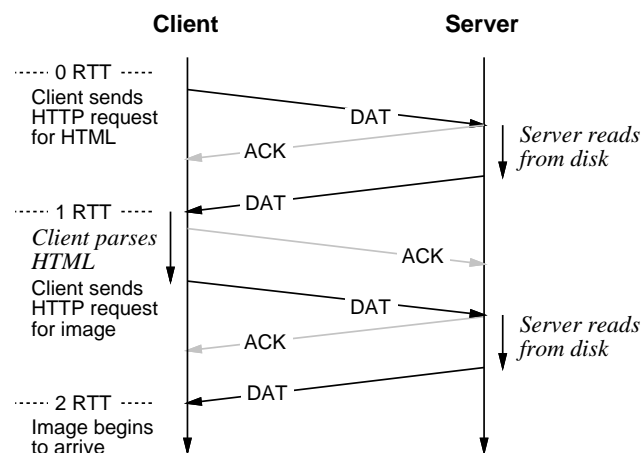 Client Server
0 RTT
Client sends
HTTP request
for HTML
DAT
ACK
Server reads
from disk
DAT
1 RTT
Client parses
HTML
ACK
Client sends
HTTP request
for image
DAT
ACK
Server reads
from disk
DAT
2 RTT
Image begins
to arrive